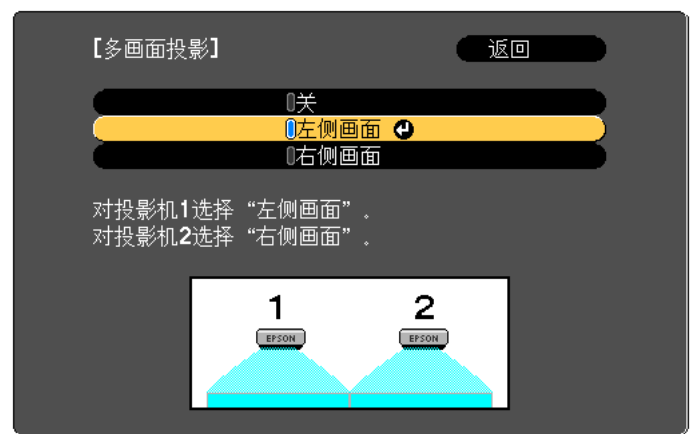 【多画面投影】
返回
关
左侧画面
右侧画面
对投影机1选择“左侧画面”。
对投影机2选择“右侧画面”。
1 2
EPSON EPSON